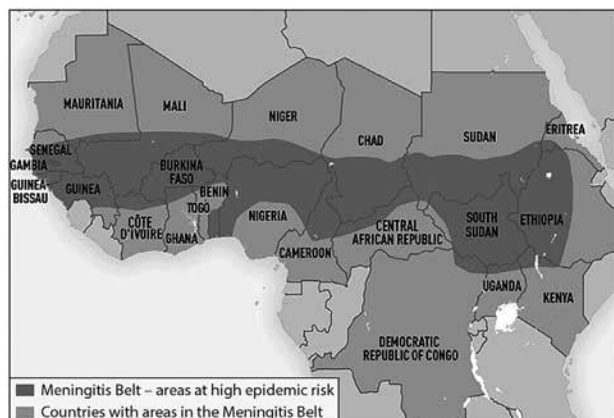 MAURITANIA
MALI
NIGER
CHAD
SUDAN
ERITREA
SENEGAL
GAMBIA
GUINEA-
BISSAU
GUINEA
BURKINA
FASO
BENIN
TOGO
CÔTE
D'IVOIRE
GHANA
NIGERIA
CAMEROON
CENTRAL
AFRICAN REPUBLIC
SOUTH
SUDAN
ETHIOPIA
UGANDA
KENYA
DEMOCRATIC
REPUBLIC OF CONGO
Meningitis Belt – areas at high epidemic risk
Countries with areas in the Meningitis Belt